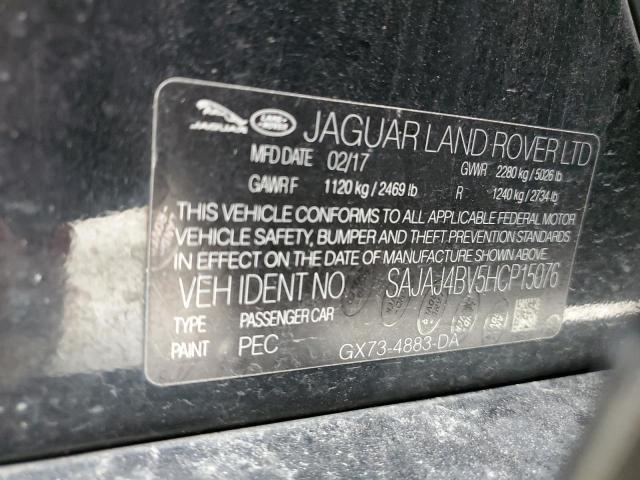 JAGUAR LAND ROVER JAGUAR LAND ROVER LTD
MFD DATE 02/17 GVWR 2280 kg / 5026 lb
GAWR F 1120 kg / 2469 lb R 1240 kg / 2734 lb
THIS VEHICLE CONFORMS TO ALL APPLICABLE FEDERAL MOTOR
VEHICLE SAFETY, BUMPER AND THEFT PREVENTION STANDARDS
IN EFFECT ON THE DATE OF MANUFACTURE SHOWN ABOVE.
VEH IDENT NO SAJAJ4BV5HCP15076
TYPE PASSENGER CAR
PAINT PEC GX73-4883-DA